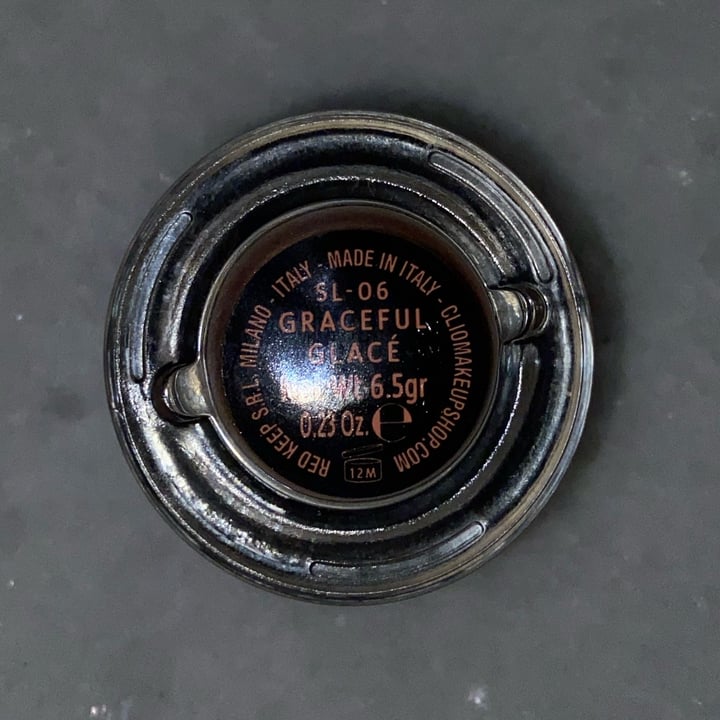 RED KEEP S.R.L. MILANO - ITALY - MADE IN ITALY - CLIOMAKEUPSHOP.COM
SL-06
GRACEFUL
GLACÉ
Wt. 6.5gr
0.23 Oz. e
12M